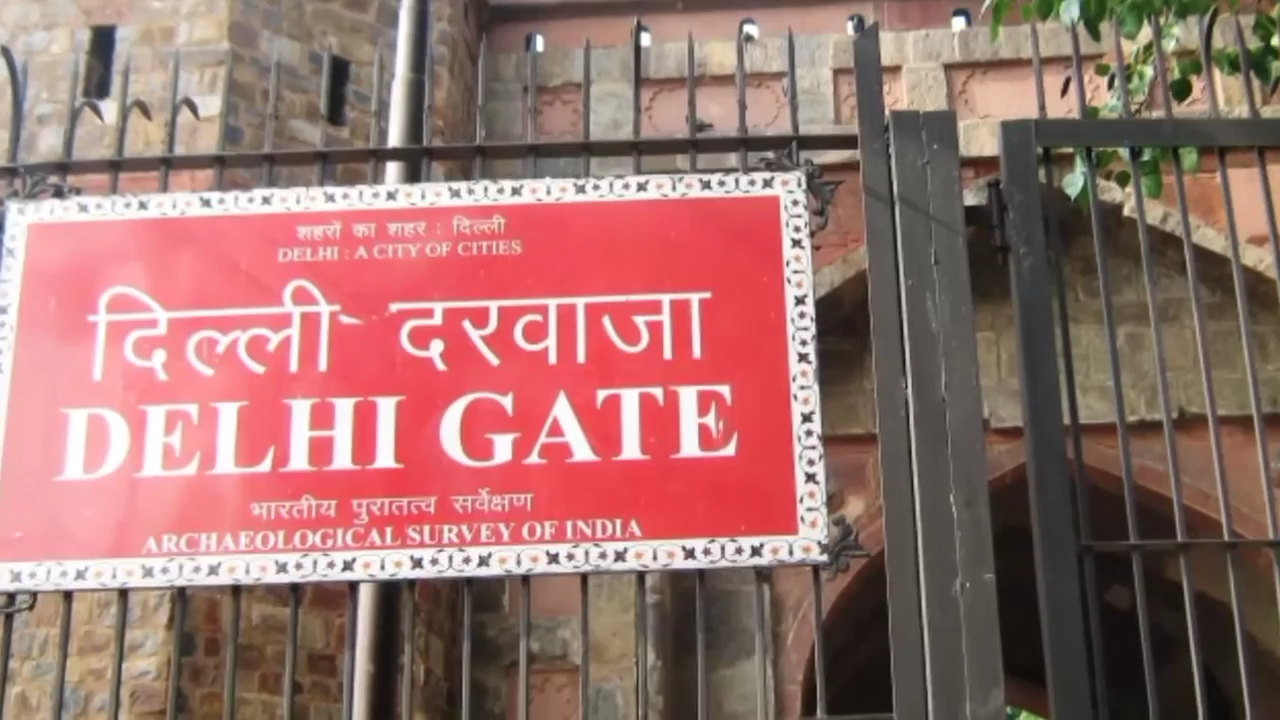 शहरों का शहर : दिल्ली
DELHI : A CITY OF CITIES
दिल्ली दरवाजा
DELHI GATE
भारतीय पुरातत्व सर्वेक्षण
ARCHAEOLOGICAL SURVEY OF INDIA